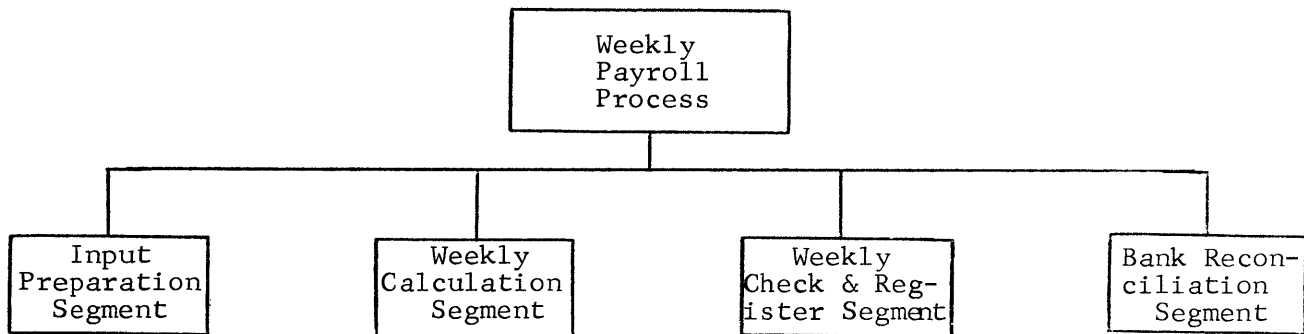 Weekly
Payroll
Process
Input
Preparation
Segment
Weekly
Calculation
Segment
Weekly
Check & Reg-
ister Segment
Bank Recon-
ciliation
Segment